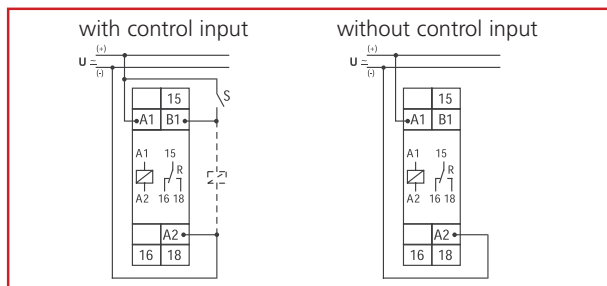 with control input
without control input
(+)
U
(-)
S
15
A1 B1
A1 15
R
A2 16 18
A2
16 18
(+)
U
(-)
15
A1 B1
A1 15
R
A2 16 18
A2
16 18